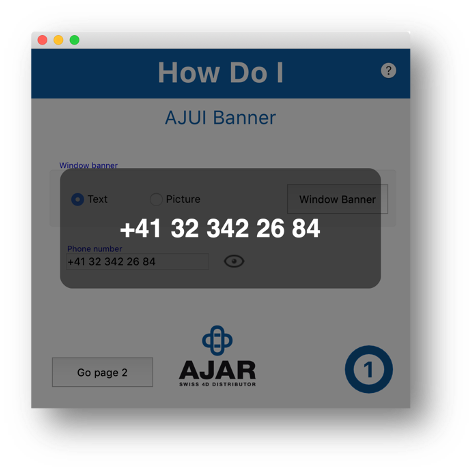 How Do I
?
AJUI Banner
Window banner
Text
Picture
Window Banner
+41 32 342 26 84
Phone number
+41 32 342 26 84
Go page 2
AJAR
SWISS 4D DISTRIBUTOR
1